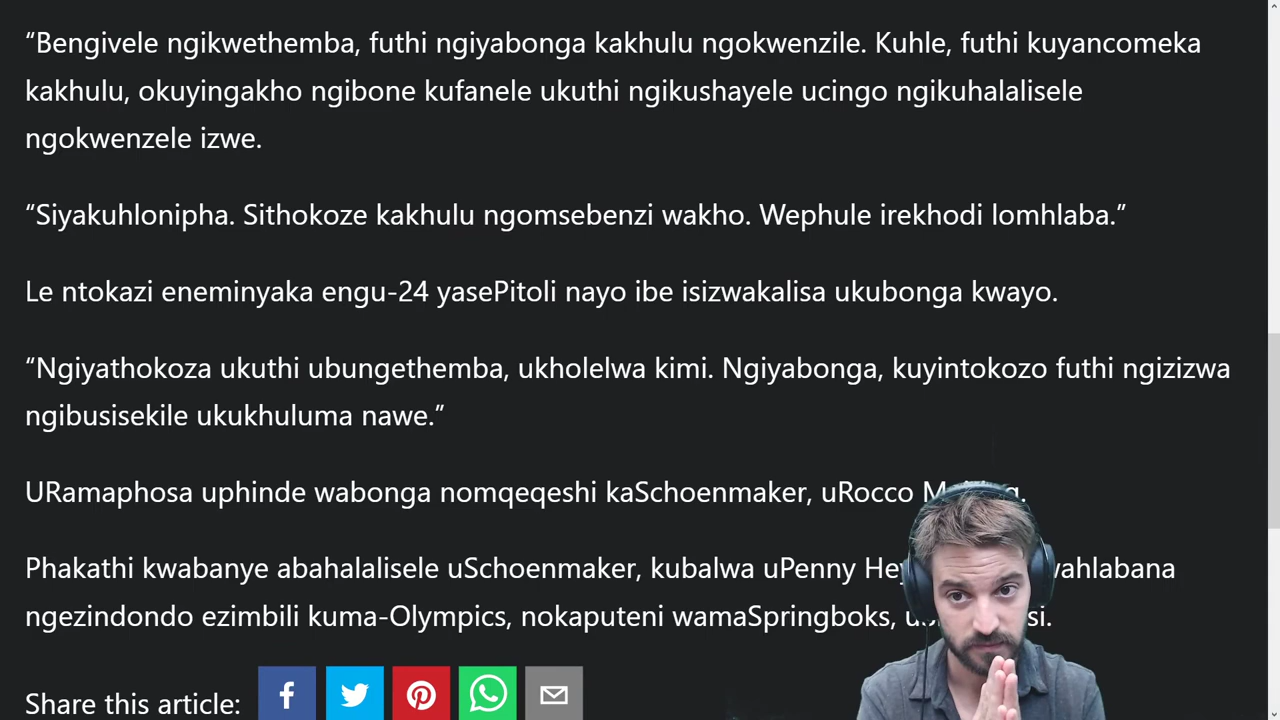 “Bengivele ngikwethemba, futhi ngiyabonga kakhulu ngokwenzile. Kuhle, futhi kuyancomeka
kakhulu, okuyingakho ngibone kufanele ukuthi ngikushayele ucingo ngikuhalalisele
ngokwenzele izwe.
“Siyakuhlonipha. Sithokoze kakhulu ngomsebenzi wakho. Wephule irekhodi lomhlaba.”
Le ntokazi eneminyaka engu-24 yasePitoli nayo ibe isizwakalisa ukubonga kwayo.
“Ngiyathokoza ukuthi ubungethemba, ukholelwa kimi. Ngiyabonga, kuyintokozo futhi ngizizwa
ngibusisekile ukukhuluma nawe.”
URamaphosa uphinde wabonga nomqeqeshi kaSchoenmaker, uRocco
Phakathi kwabanye abahalalisele uSchoenmaker, kubalwa uPenny
ngezindondo ezimbili kuma-Olympics, nokaputeni wamaSpringboks,
Share this article: